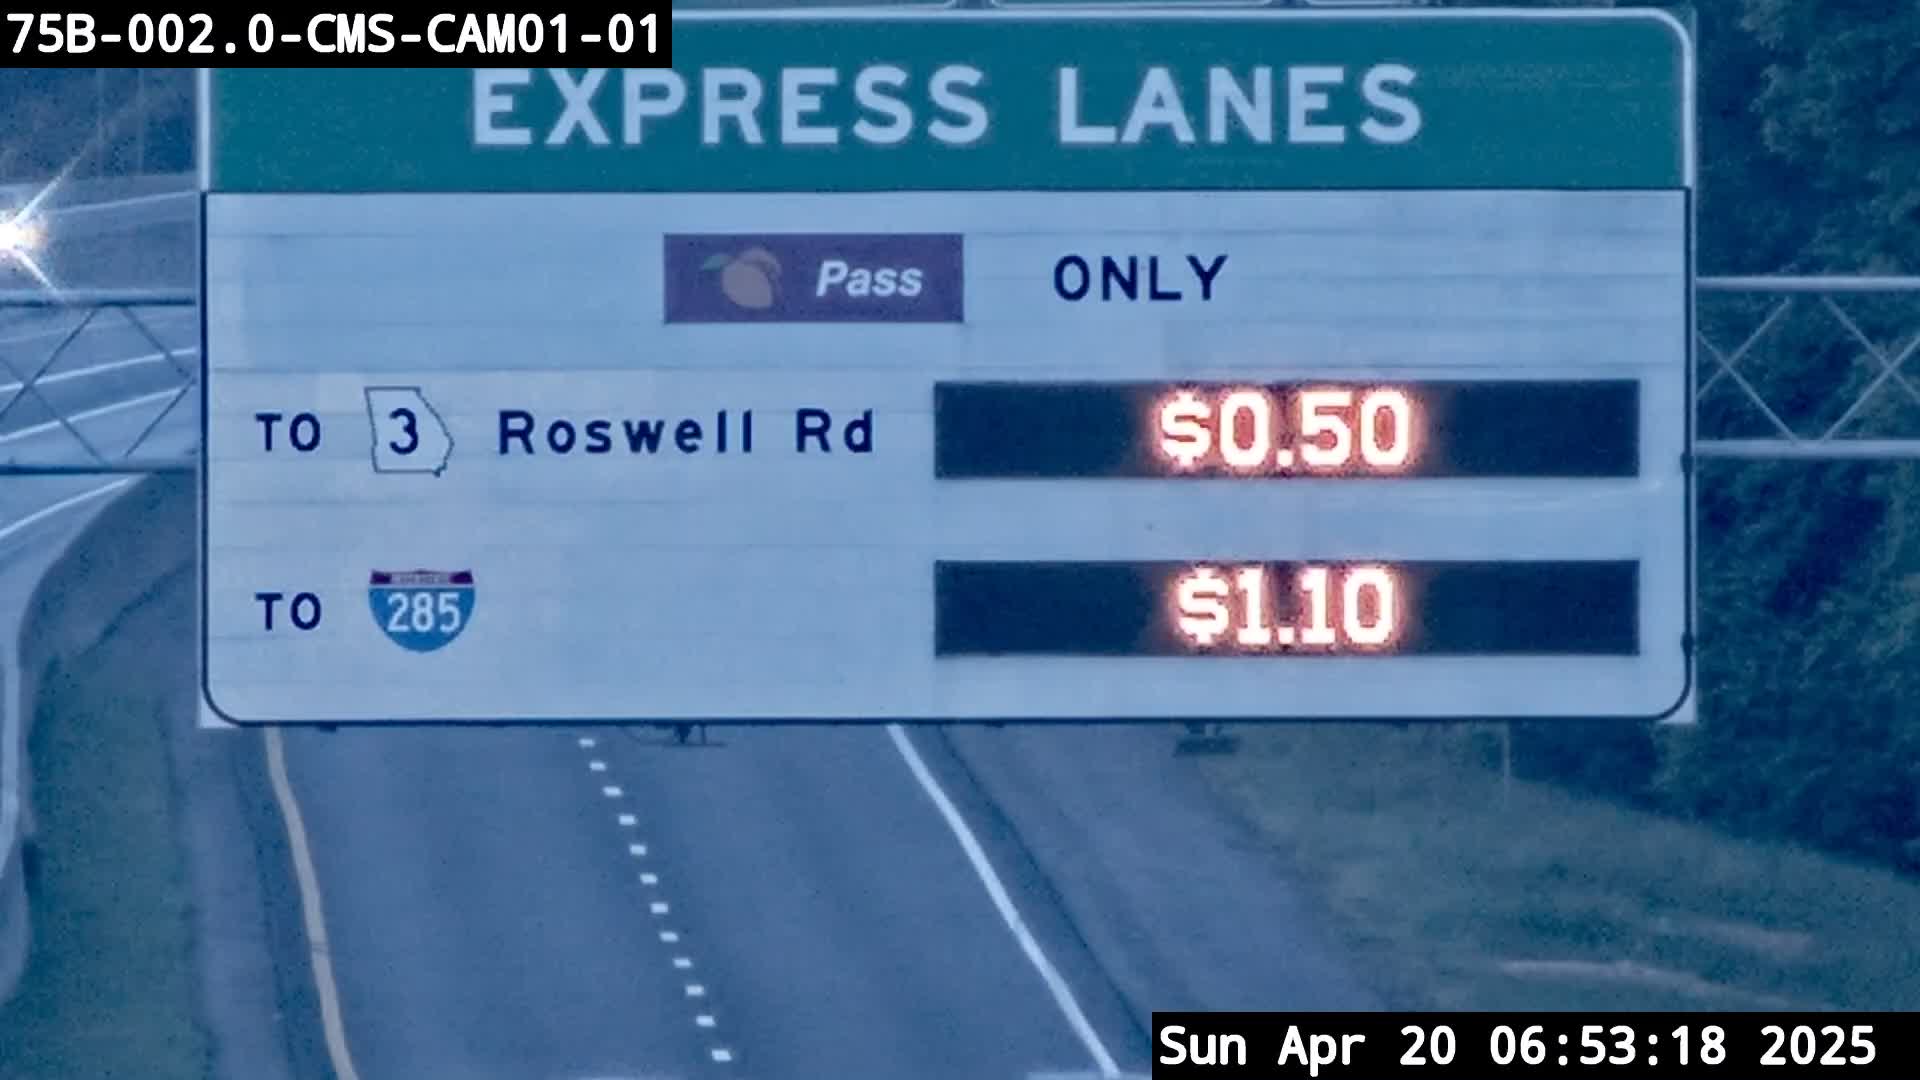 75B-002.0-CMS-CAM01-01
EXPRESS LANES
Pass ONLY
TO 3 Roswell Rd $0.50
TO 285 $1.10
Sun Apr 20 06:53:18 2025